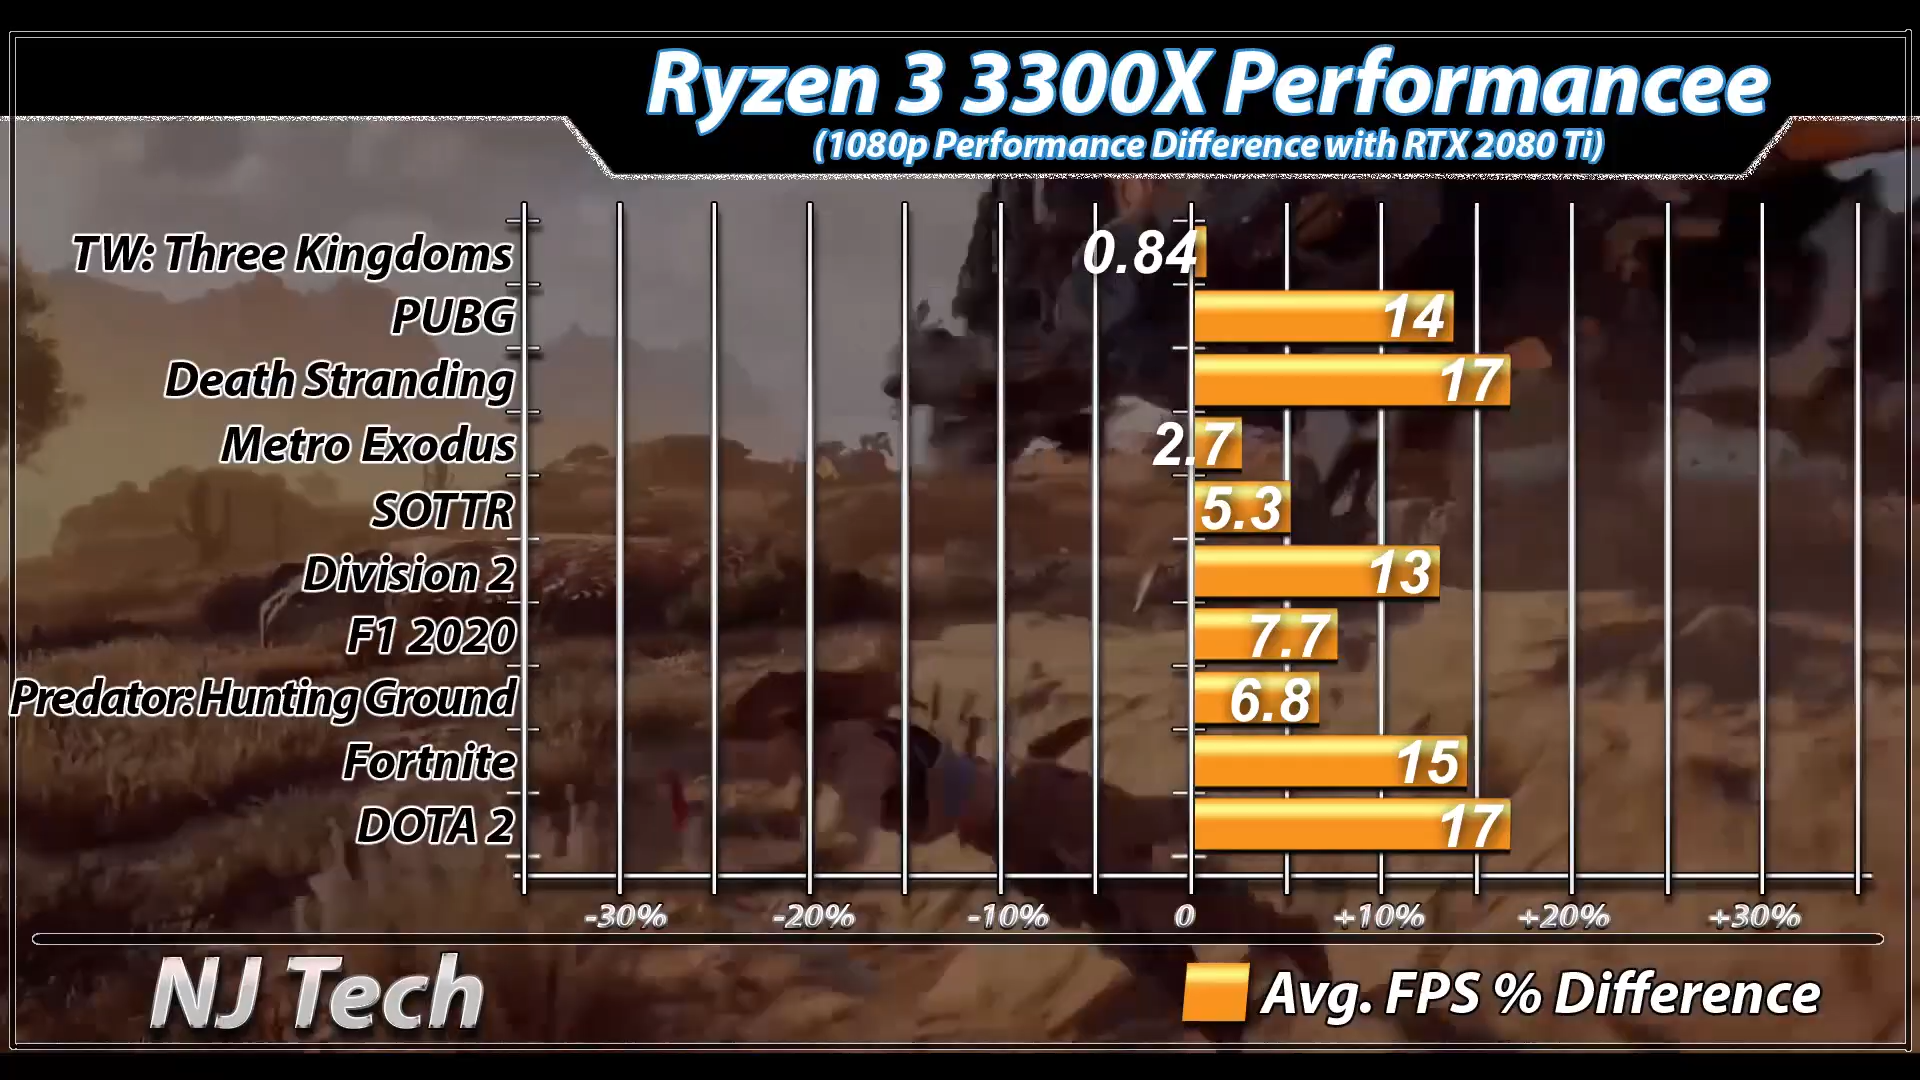 Ryzen 3 3300X Performancee
(1080p Performance Difference with RTX 2080 Ti)
TW: Three Kingdoms 0.84
PUBG 14
Death Stranding 17
Metro Exodus 2.7
SOTTR 5.3
Division 2 13
F1 2020 7.7
Predator: Hunting Ground 6.8
Fortnite 15
DOTA 2 17
-30% -20% -10% 0 +10% +20% +30%
NJ Tech Avg. FPS % Difference